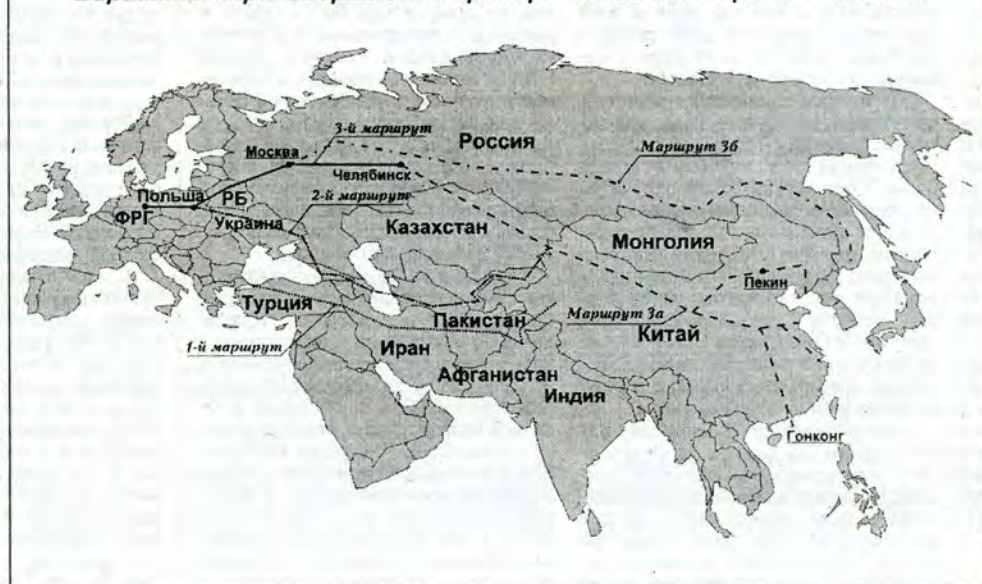 3-й маршрут
Россия
Москва
Маршрут 3б
Челябинск
Польша
РБ
2-й маршрут
ФРГ
Украина
Казахстан
Монголия
Пекин
Турция
Пакистан
Маршрут 3а
Китай
1-й маршрут
Иран
Афганистан
Индия
Гонконг